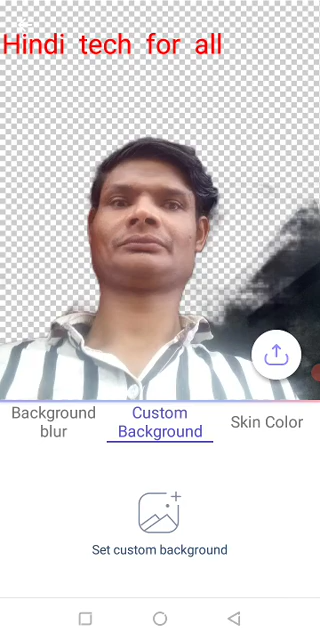 Hindi tech for all
Background
blur
Custom
Background
Skin Color
Set custom background